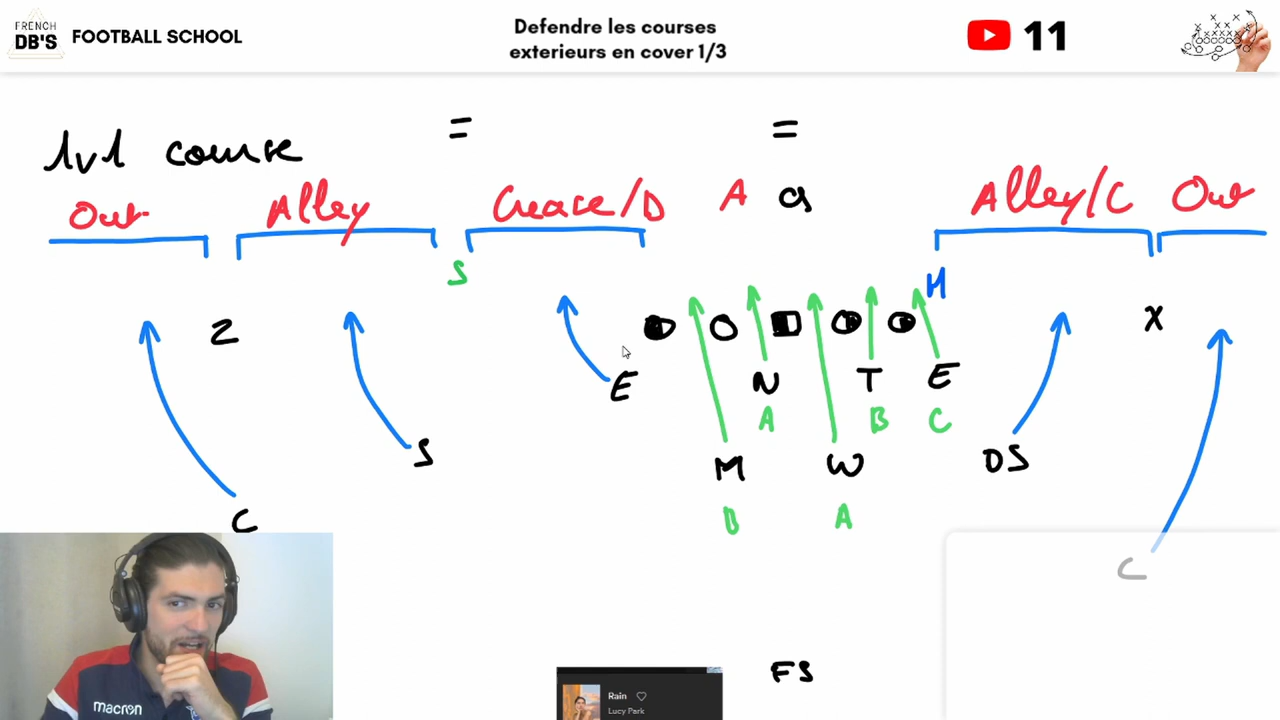 FRENCH
DB'S
FOOTBALL SCHOOL
Defendre les courses
exterieurs en cover 1/3
11
=
=
1v1 course
Out
Alley
Crease/D
A
a
Alley/C
Out
S
H
Z
X
E
N
T
E
A
B
C
S
M
W
DS
C
B
A
C
FS
Rain
Lucy Park
macron